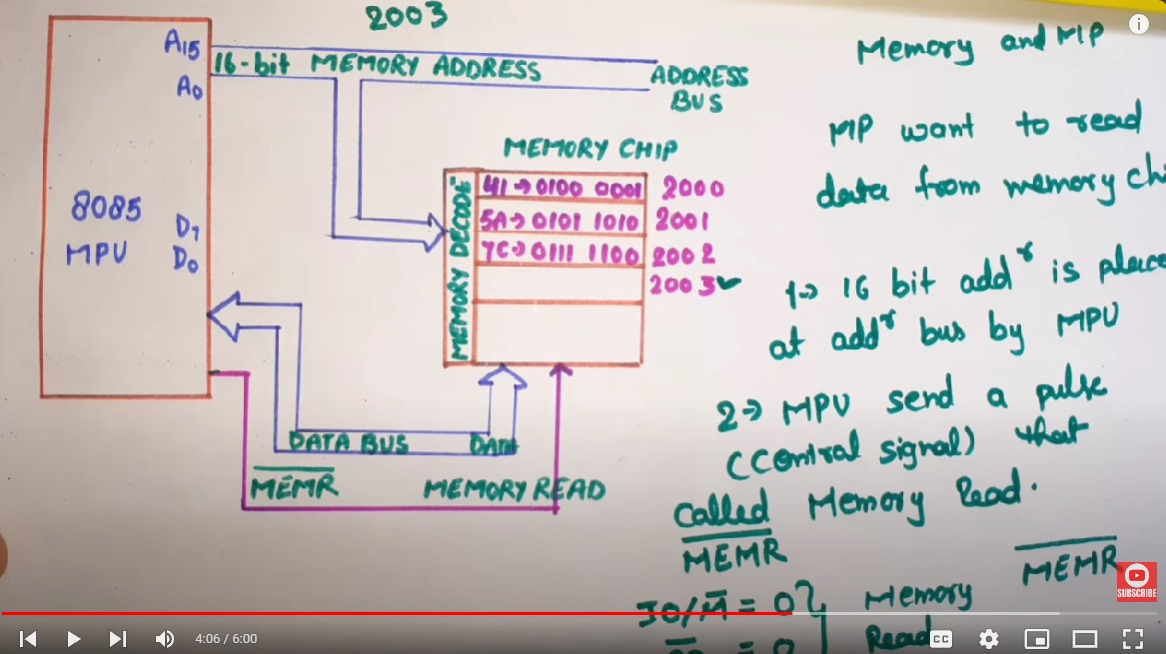 2003
A15
A0
16-bit MEMORY ADDRESS
ADDRESS
BUS
8085
MPU
D7
D0
MEMORY CHIP
MEMORY DECODE
41→0100 0001 2000
5A→0101 1010 2001
7C→0111 1100 2002
2003✓
DATA BUS
DATA
MEMR
MEMORY READ
Memory and MP
MP want to read
data from memory chi
1→ 16 bit addr is place
at addr bus by MPU
2→ MPU send a pulse
(Control signal) that
called Memory Read.
MEMR
MEMR
IO/M̅ = 0
= 0
Memory
Read
SUBSCRIBE
4:06 / 6:00
CC